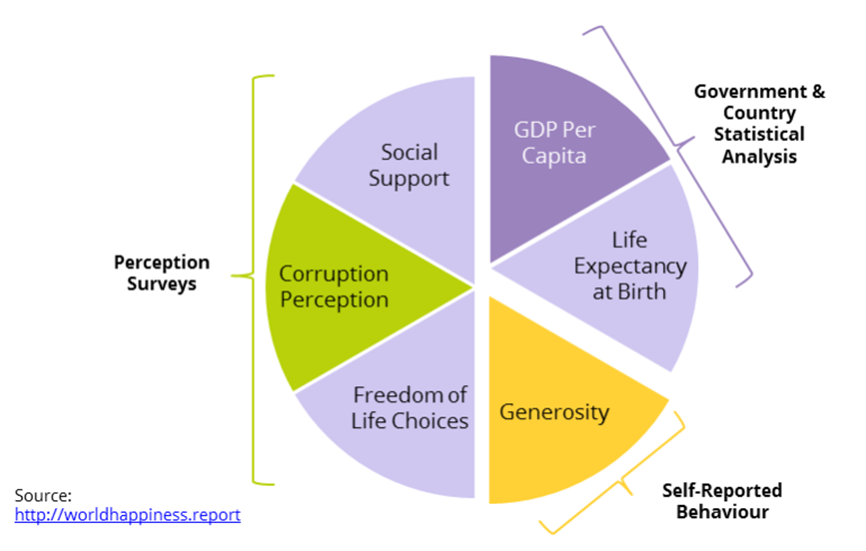 Government &
Country
Statistical
Analysis
GDP Per
Capita
Social
Support
Life
Expectancy
at Birth
Perception
Surveys
Corruption
Perception
Freedom of
Life Choices
Generosity
Self-Reported
Behaviour
Source:
http://worldhappiness.report